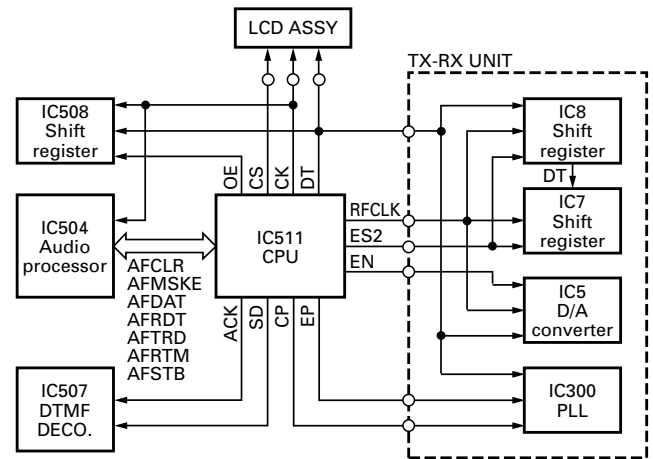 LCD ASSY
TX-RX UNIT
IC508
Shift
register
OE
CS
CK
DT
IC8
Shift
register
DT
IC7
Shift
register
IC504
Audio
processor
IC511
CPU
RFCLK
ES2
EN
AFCLR
AFMSKE
AFDAT
AFRDT
AFTRD
AFRTM
AFSTB
ACK
SD
CP
EP
IC5
D/A
converter
IC507
DTMF
DECO.
IC300
PLL